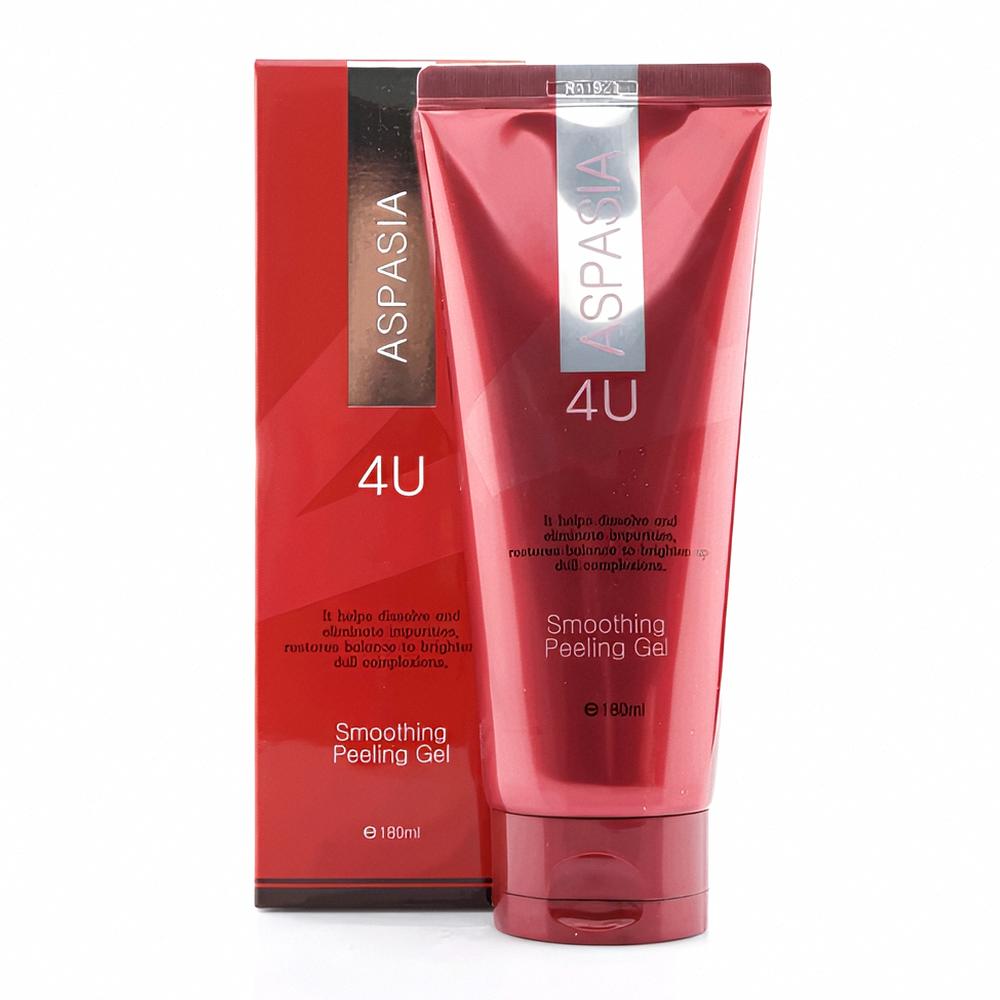 ASPASIA
4U
It helps dissolve and
eliminate impurities,
restores balance to brighten
dull complexions.
Smoothing
Peeling Gel
℮ 180ml
ASPASIA
4U
It helps dissolve and
eliminate impurities,
restores balance to brighten up
dull complexions.
Smoothing
Peeling Gel
℮ 180ml